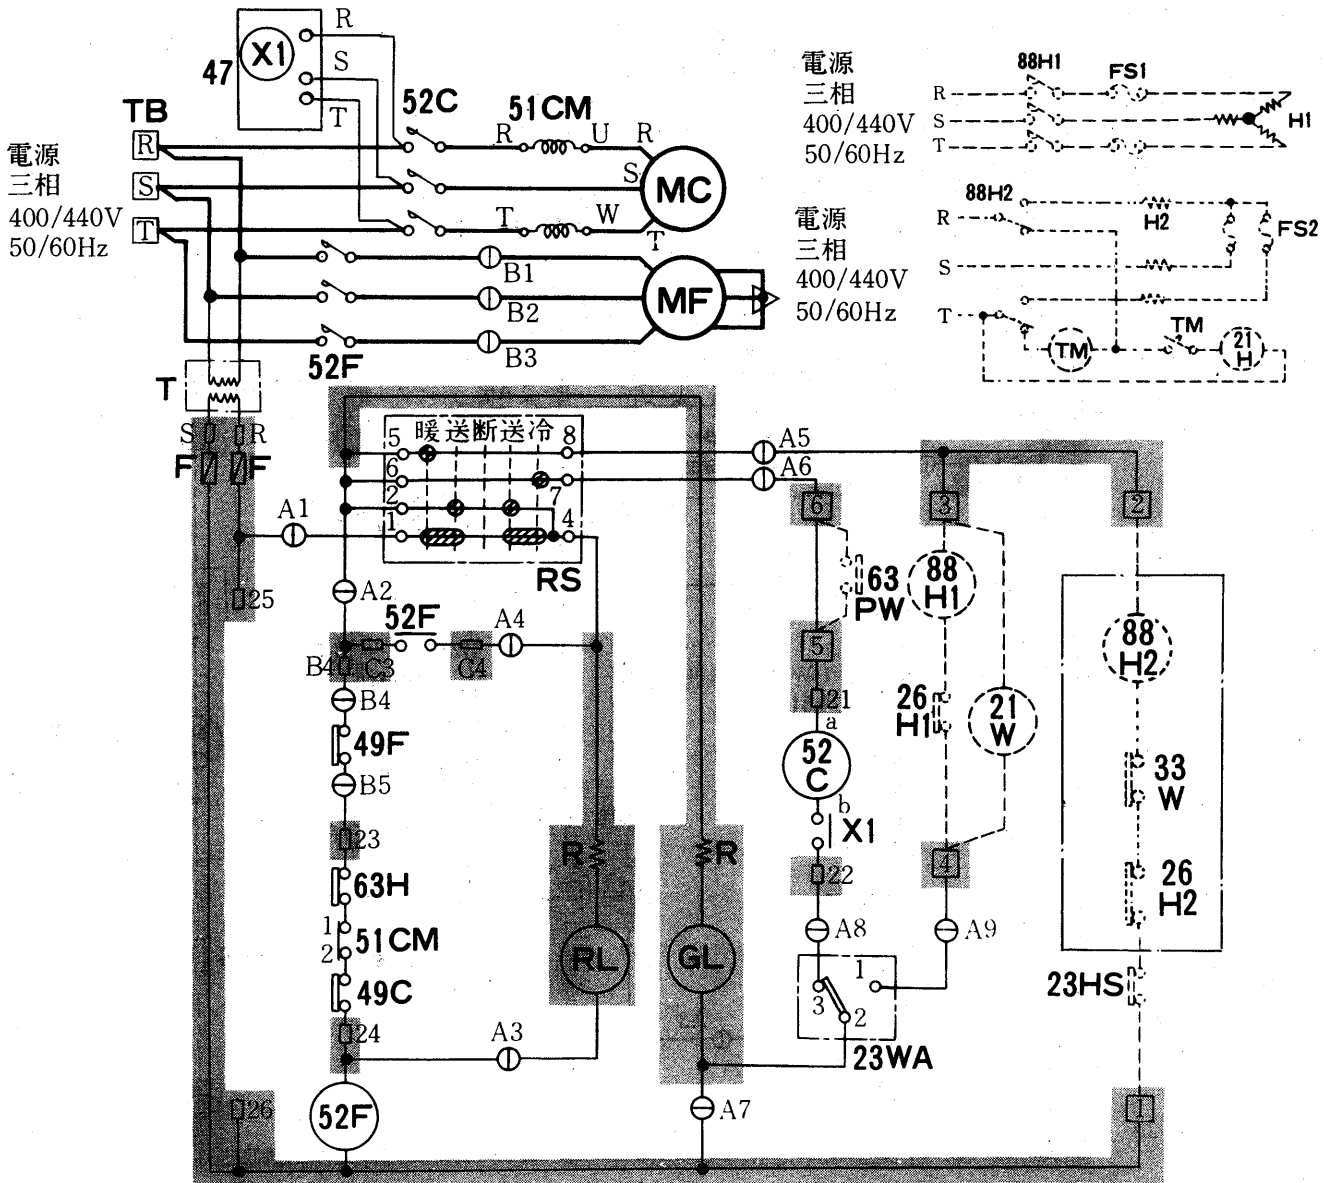 R
X1
S
47
T
TB
52C
51CM
R
R
U
R
電源
三相
400/440V
50/60Hz
S
S
MC
T
T
W
T
B1
B2
MF
B3
52F
T
電源
三相
400/440V
50/60Hz
88H1
FS1
R
S
T
H1
電源
三相
400/440V
50/60Hz
88H2
R
H2
FS2
S
T
TM
TM
21
H
S
R
F
F
5
暖送断送冷
8
6
2
7
1
4
RS
A1
A5
A6
25
A2
52F
A4
B4
C3
C4
B4
49F
B5
23
63H
1
2
51CM
49C
24
A3
52F
26
R
RL
R
GL
A7
6
63
PW
5
21
a
52
C
b
X1
22
A8
1
3
2
23WA
3
88
H1
26
H1
21
W
4
A9
2
88
H2
33
W
26
H2
23HS
1